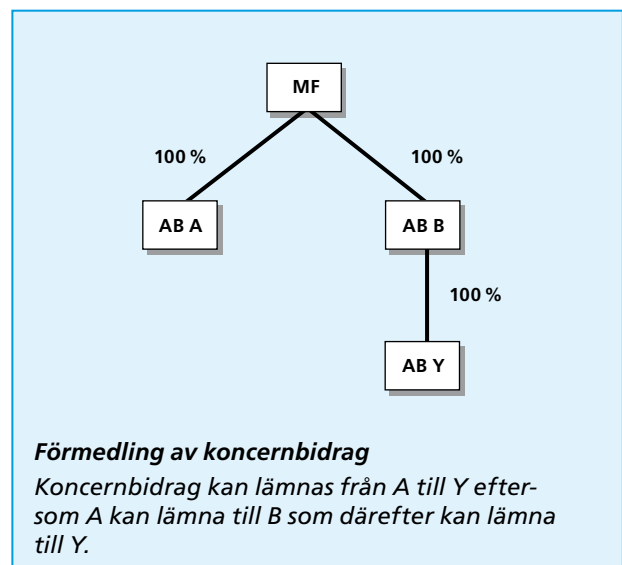 MF
100 % 100 %
AB A AB B
100 %
AB Y
Förmedling av koncernbidrag
Koncernbidrag kan lämnas från A till Y efter-
som A kan lämna till B som därefter kan lämna
till Y.